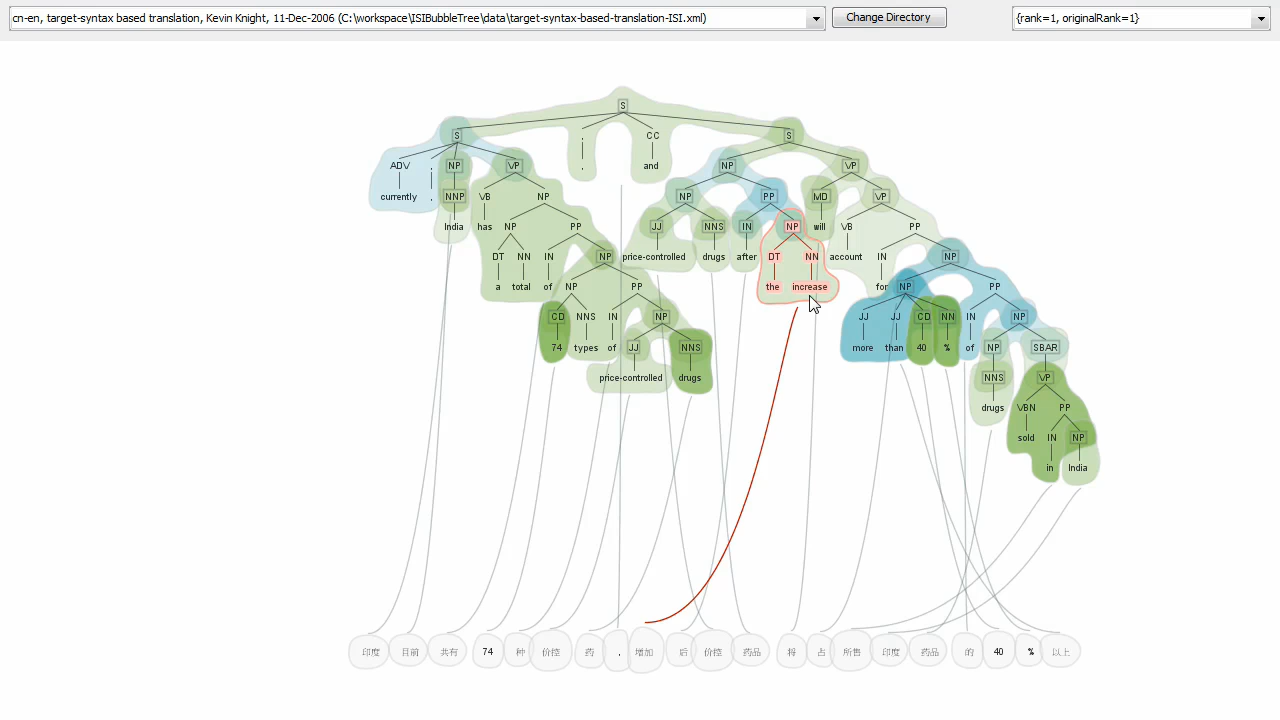 cn-en, target-syntax based translation, Kevin Knight, 11-Dec-2006 (C:\workspace\ISIBubbleTree\data\target-syntax-based-translation-ISI.xml) Change Directory {rank=1, originalRank=1}
S
S , CC S
. and
ADV , NP VP NP VP
currently . NNP VB NP NP PP MD VP
India has NP PP JJ NNS IN NP will VB PP
DT NN IN NP price-controlled drugs after DT NN account IN NP
a total of NP PP the increase for NP PP
CD NNS IN NP JJ JJ CD NN IN NP
74 types of JJ NNS more than 40 % of NP SBAR
price-controlled drugs NNS VP
drugs VBN PP
sold IN NP
in India
印度 目前 共有 74 种 价控 药 , 增加 后 价控 药品 将 占 所售 印度 药品 的 40 % 以上